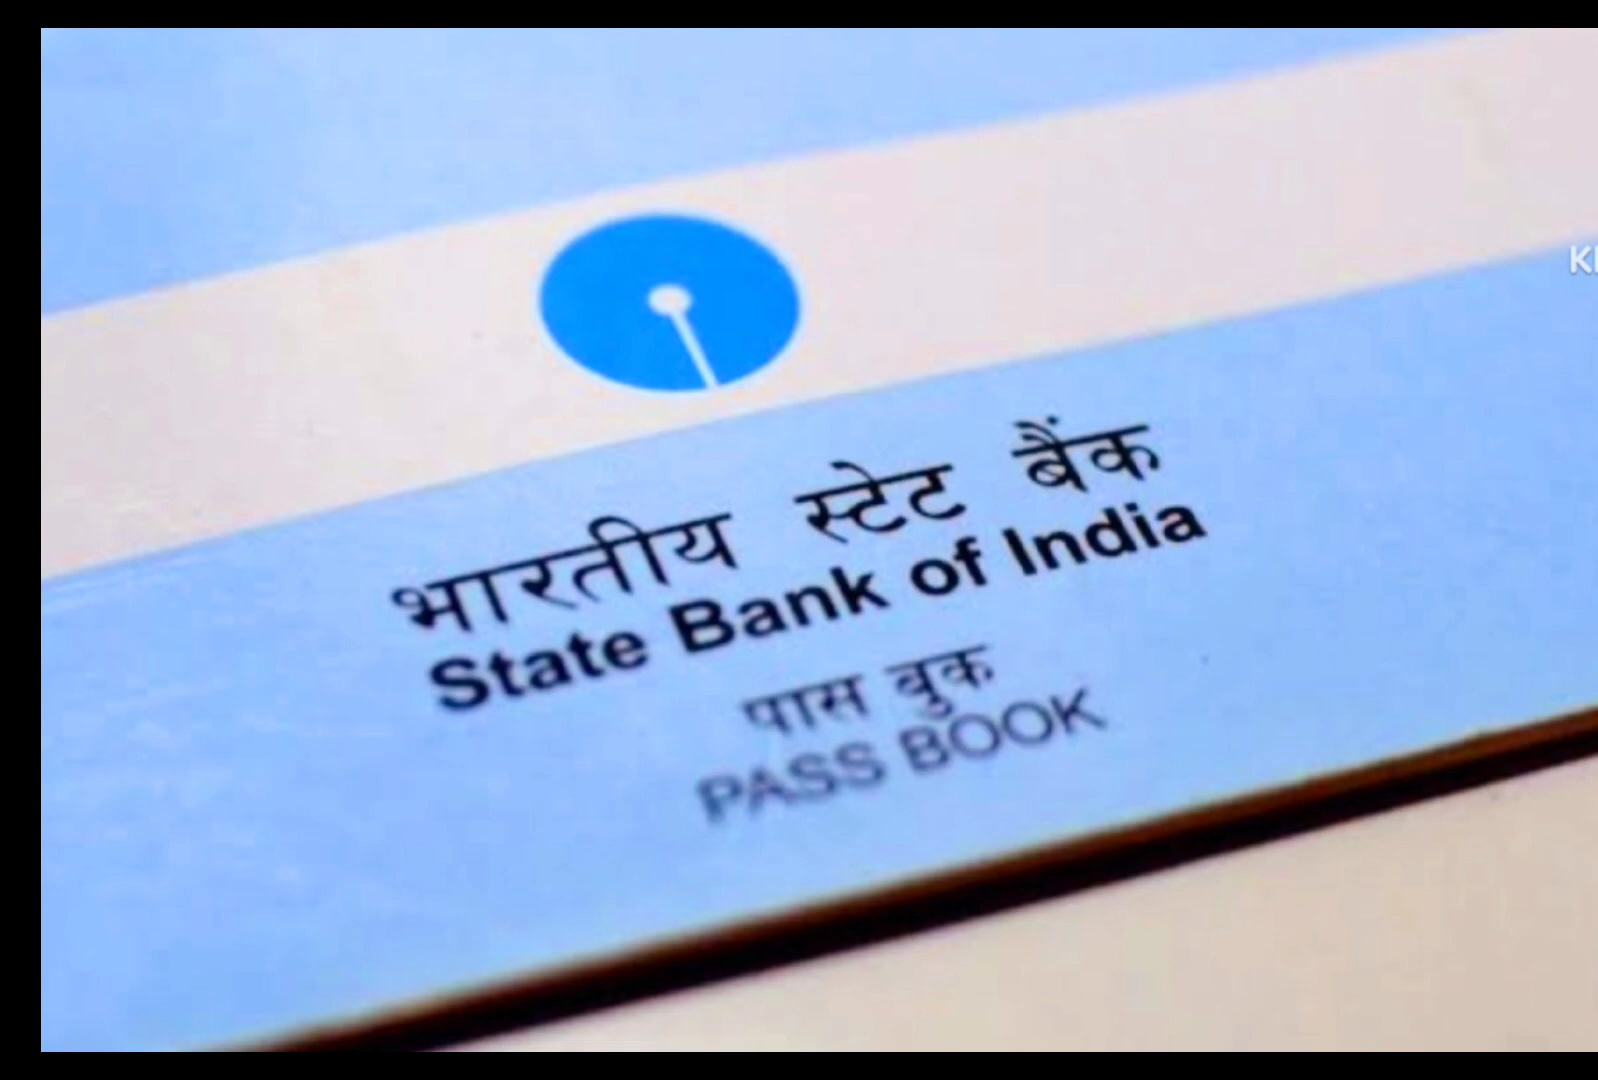 भारतीय स्टेट बैंक
State Bank of India
पास बुक
PASS BOOK